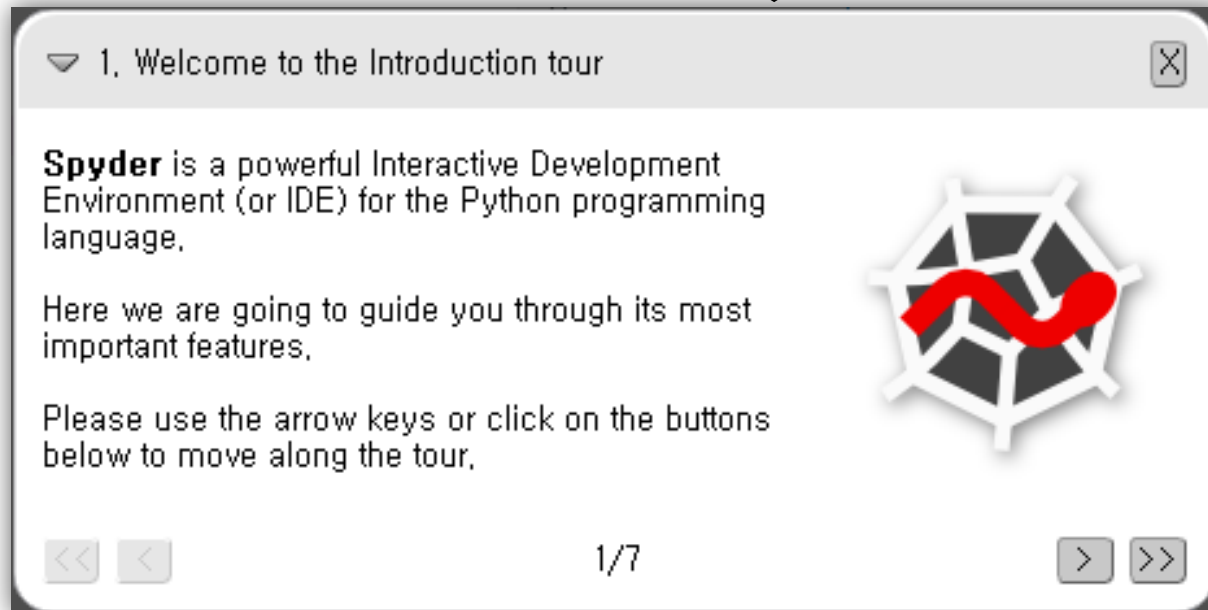 1. Welcome to the Introduction tour
X
Spyder is a powerful Interactive Development
Environment (or IDE) for the Python programming
language.
Here we are going to guide you through its most
important features.
Please use the arrow keys or click on the buttons
below to move along the tour.
<< < 1/7 > >>